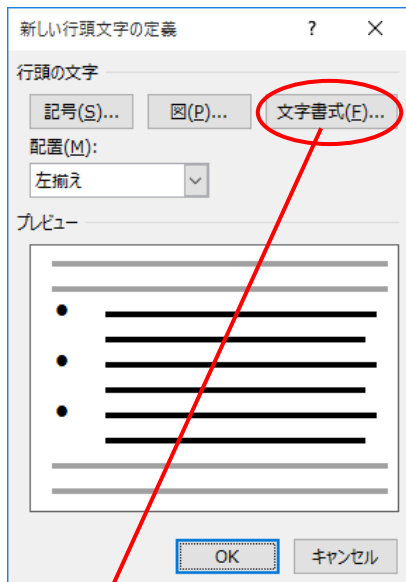 新しい行頭文字の定義 ? ×
行頭の文字
記号(S)... 図(P)... 文字書式(F)...
配置(M):
左揃え
プレビュー
OK キャンセル